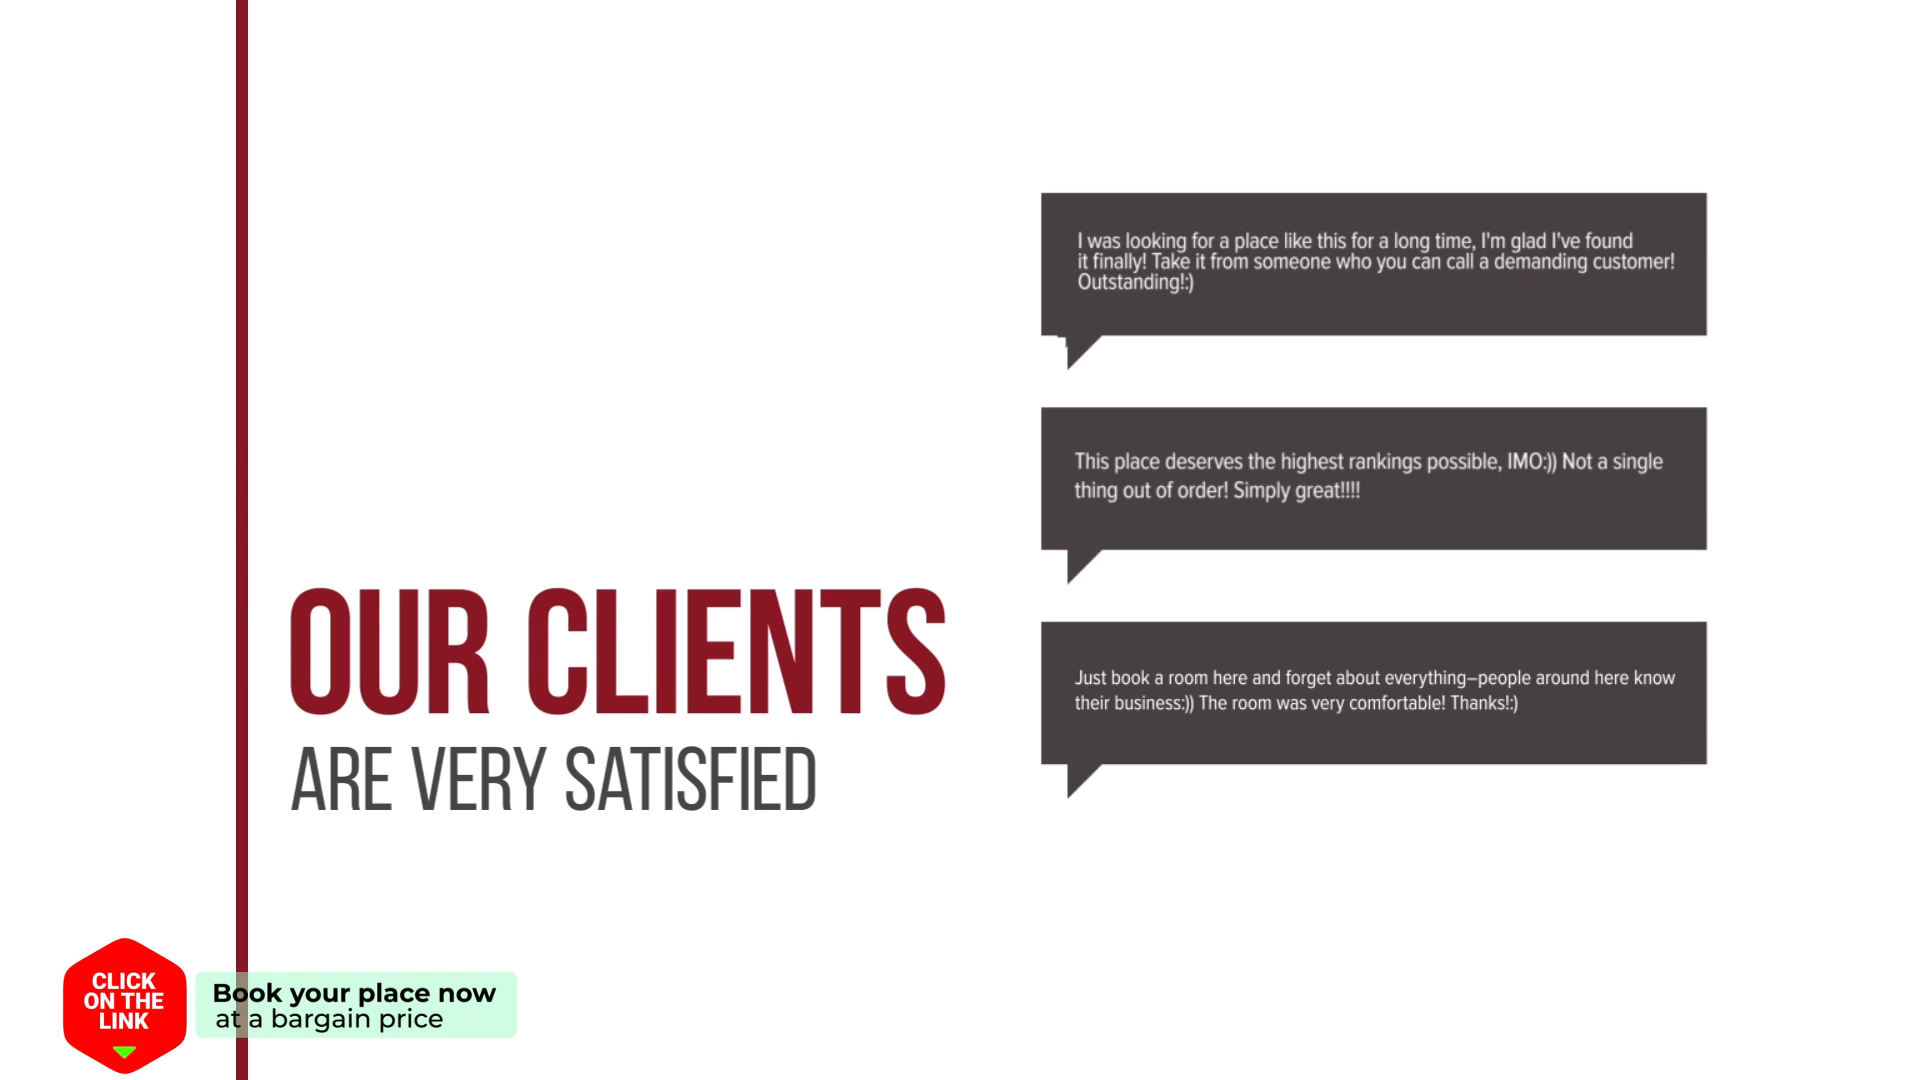 I was looking for a place like this for a long time, I'm glad I've found
it finally! Take it from someone who you can call a demanding customer!
Outstanding!:)
This place deserves the highest rankings possible, IMO:)) Not a single
thing out of order! Simply great!!!!
OUR CLIENTS
ARE VERY SATISFIED
Just book a room here and forget about everything–people around here know
their business:)) The room was very comfortable! Thanks!:)
CLICK
ON THE
LINK
Book your place now
at a bargain price